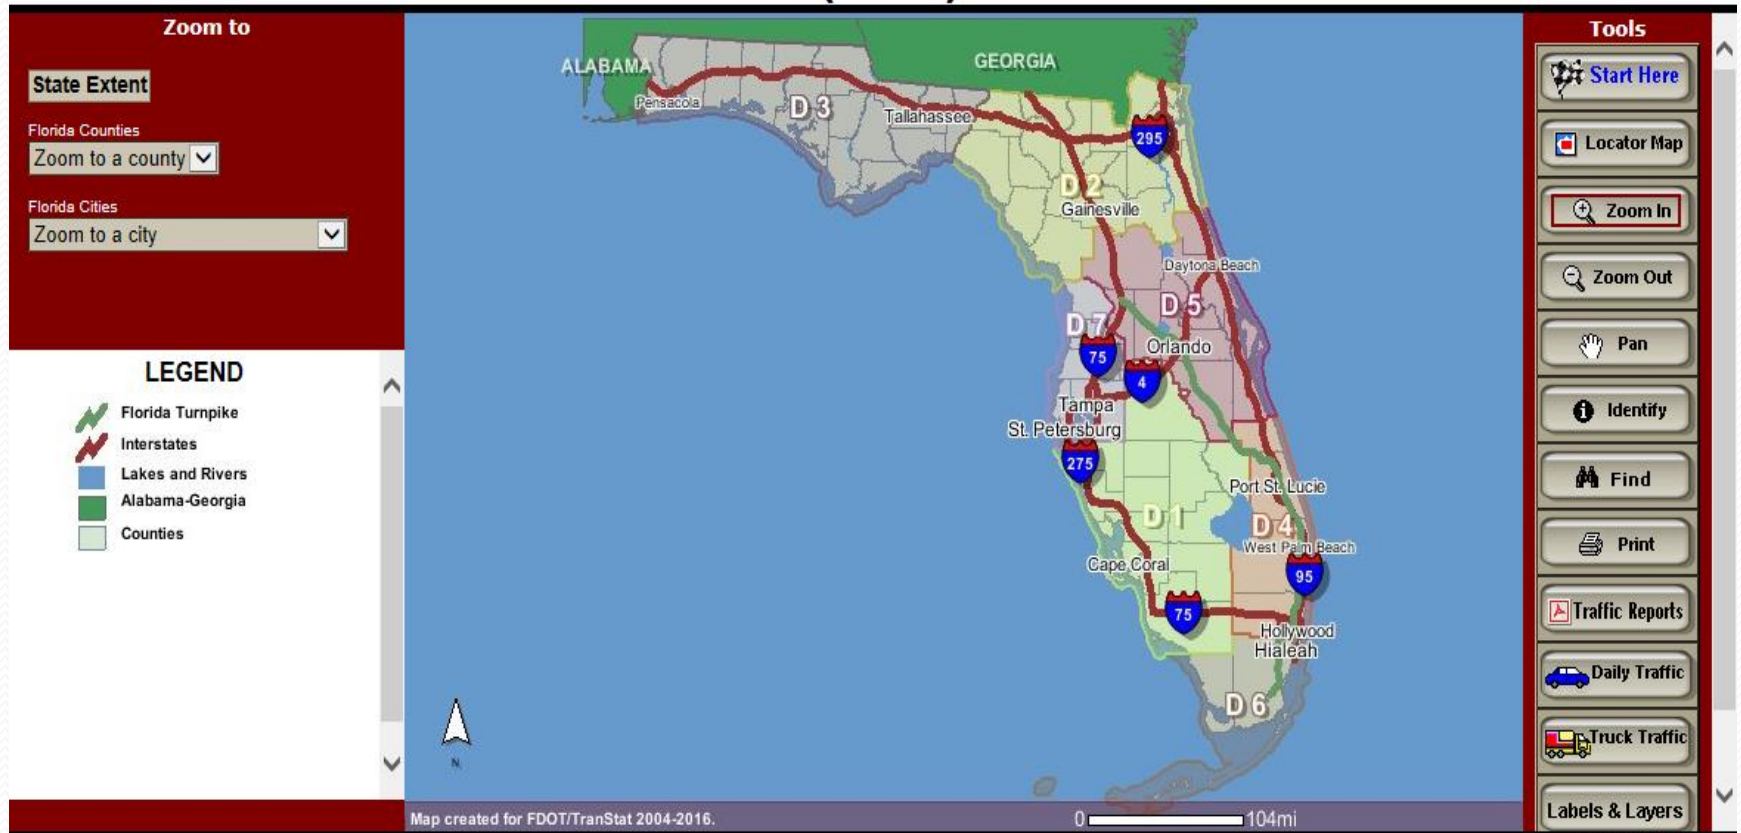 Zoom to
State Extent
Florida Counties
Zoom to a county
Florida Cities
Zoom to a city
LEGEND
Florida Turnpike
Interstates
Lakes and Rivers
Alabama-Georgia
Counties
ALABAMA
GEORGIA
Pensacola
D 3
Tallahassee
295
D 2
Gainesville
Daytona Beach
D 5
D 7
75
Orlando
4
Tampa
St. Petersburg
275
Port St. Lucie
D 1
D 4
West Palm Beach
Cape Coral
95
75
Hollywood
Hialeah
D 6
N
Map created for FDOT/TranStat 2004-2016.
0 104mi
Tools
Start Here
Locator Map
Zoom In
Zoom Out
Pan
Identify
Find
Print
Traffic Reports
Daily Traffic
Truck Traffic
Labels & Layers